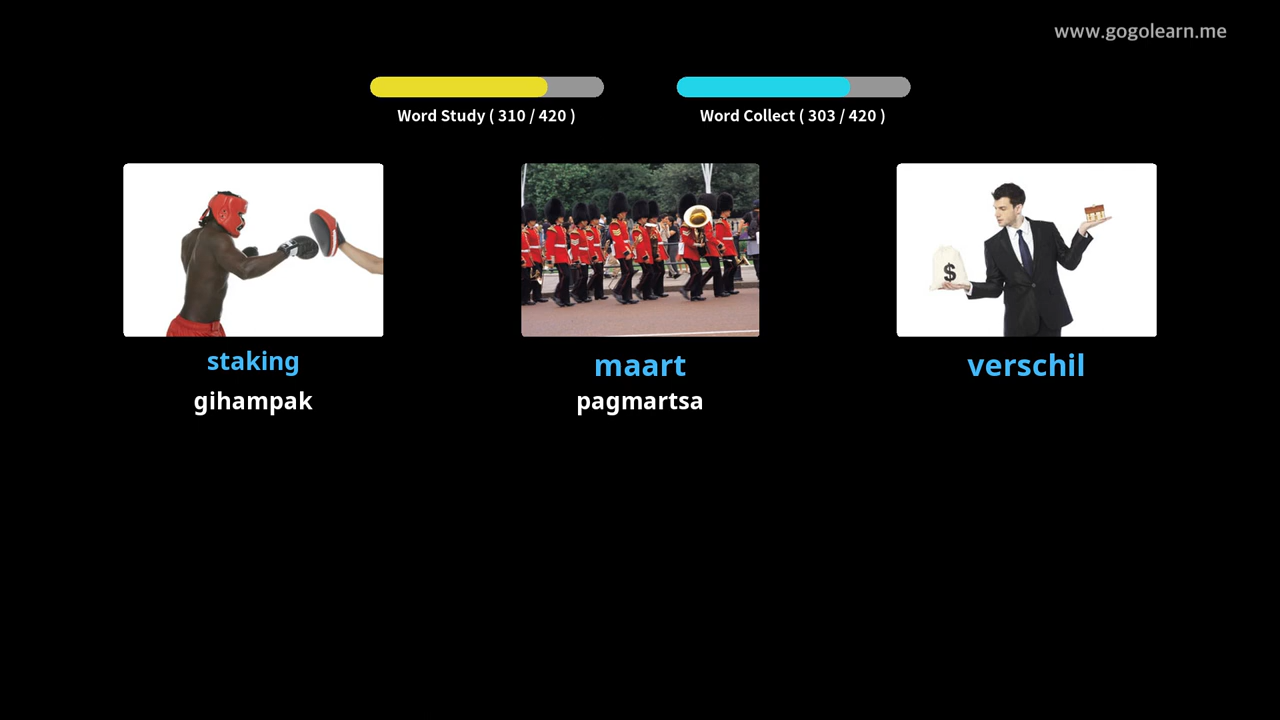 www.gogolearn.me
Word Study ( 310 / 420 )
Word Collect ( 303 / 420 )
$
staking
maart
verschil
gihampak
pagmartsa